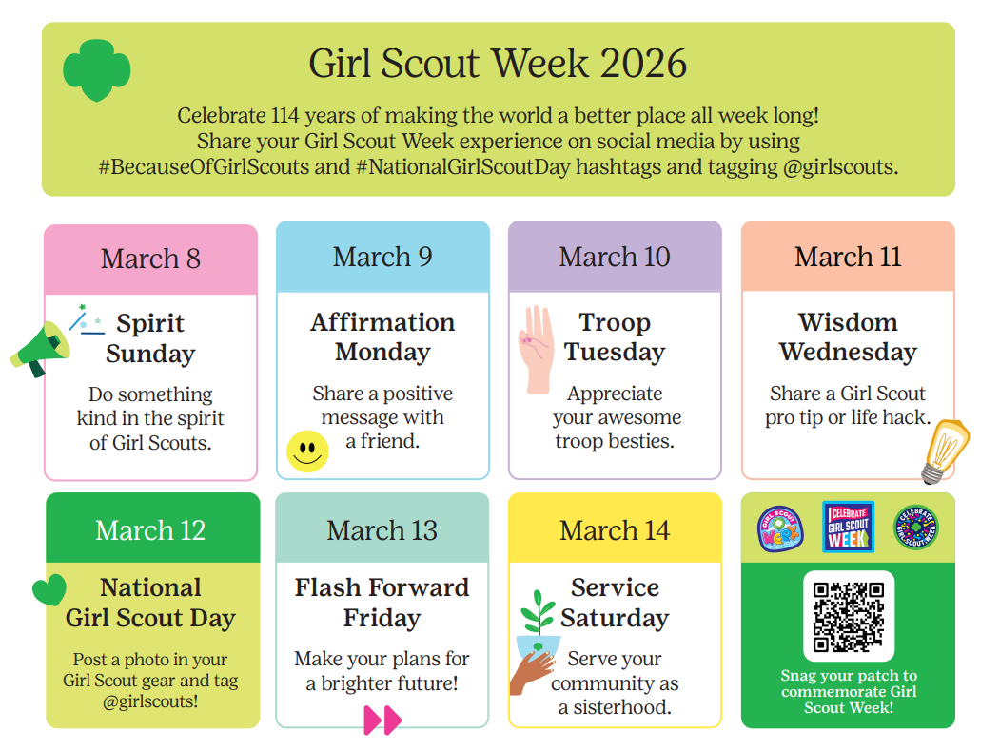 Girl Scout Week 2026
Celebrate 114 years of making the world a better place all week long!
Share your Girl Scout Week experience on social media by using
#BecauseOfGirlScouts and #NationalGirlScoutDay hashtags and tagging @girlscouts.
March 8
Spirit
Sunday
Do something
kind in the spirit
of Girl Scouts.
March 9
Affirmation
Monday
Share a positive
message with
a friend.
March 10
Troop
Tuesday
Appreciate
your awesome
troop besties.
March 11
Wisdom
Wednesday
Share a Girl Scout
pro tip or life hack.
March 12
National
Girl Scout Day
Post a photo in your
Girl Scout gear and tag
@girlscouts!
March 13
Flash Forward
Friday
Make your plans for
a brighter future!
March 14
Service
Saturday
Serve your
community as
a sisterhood.
GIRL SCOUT
WEEK
CELEBRATE
GIRL SCOUT
WEEK
CELEBRATE
GIRL SCOUT WEEK
Snag your patch to
commemorate Girl
Scout Week!